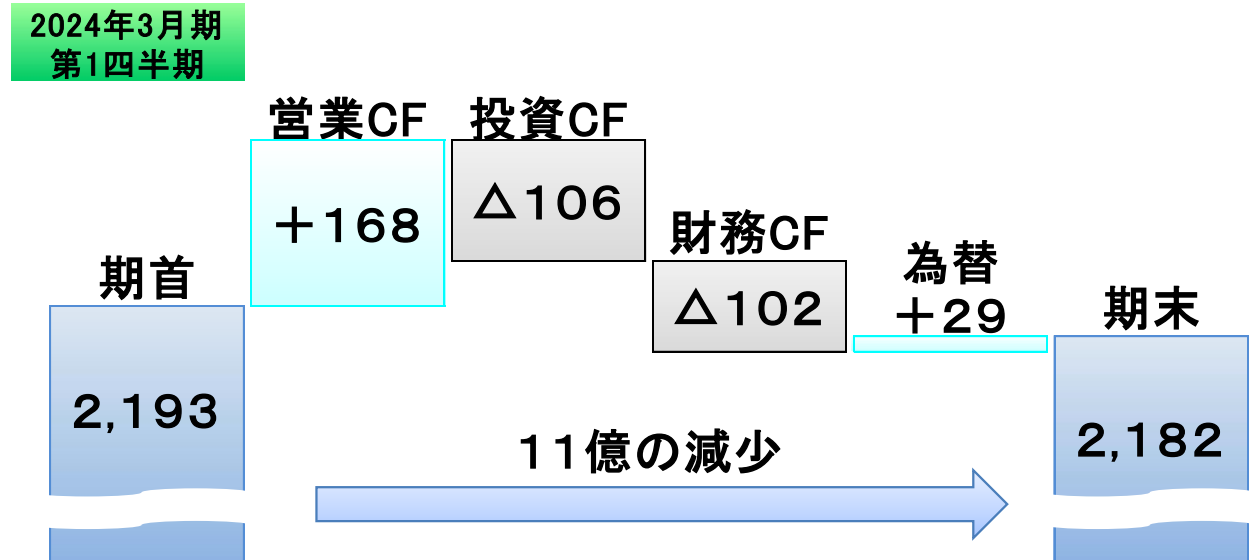 2024年3月期
第1四半期
営業CF
投資CF
＋168
△106
財務CF
△102
為替
＋29
期首
2,193
期末
2,182
11億の減少